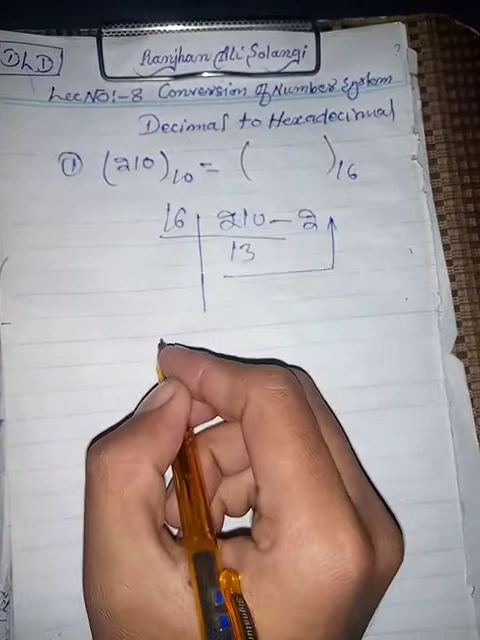 DLD
Ranjhan Ali Solangi
Lec NO:-8 Conversion of Number System
Decimal to Hexadecimal
① (210)₁₀ = ( )₁₆
16 | 210 - 2
13